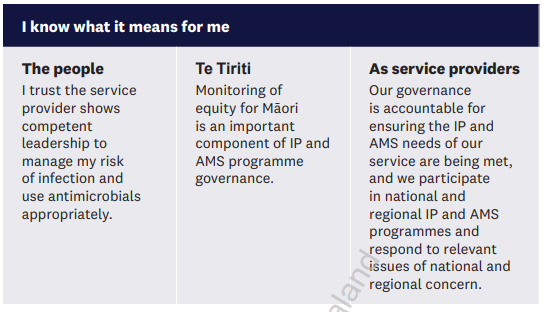 I know what it means for me
The people
I trust the service
provider shows
competent
leadership to
manage my risk
of infection and
use antimicrobials
appropriately.
Te Tiriti
Monitoring of
equity for Māori
is an important
component of IP and
AMS programme
governance.
As service providers
Our governance
is accountable for
ensuring the IP and
AMS needs of our
service are being met,
and we participate
in national and
regional IP and AMS
programmes and
respond to relevant
issues of national and
regional concern.